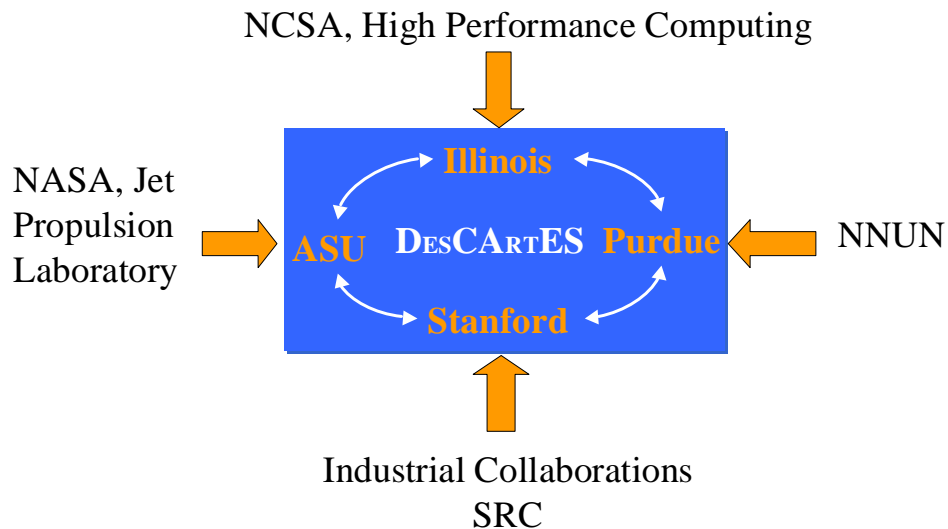 NCSA, High Performance Computing
Illinois
NASA, Jet
Propulsion
Laboratory
ASU
DESCARTES
Purdue
NNUN
Stanford
Industrial Collaborations
SRC